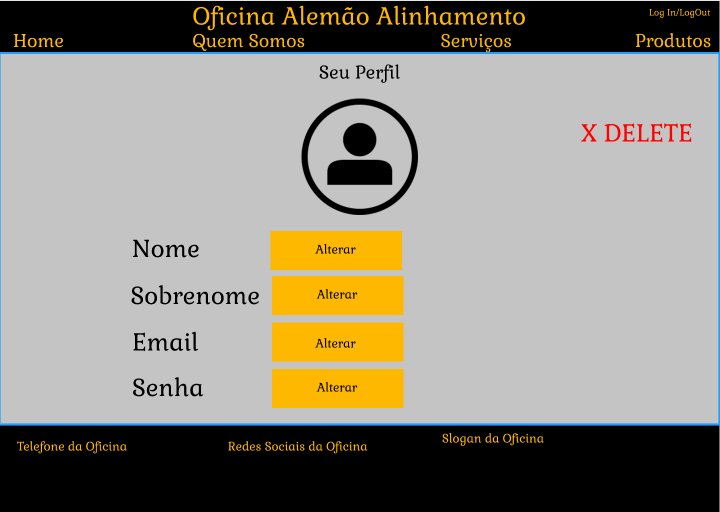 Oficina Alemão Alinhamento
Log In/LogOut
Home
Quem Somos
Serviços
Produtos
Seu Perfil
X DELETE
Nome
Alterar
Sobrenome
Alterar
Email
Alterar
Senha
Alterar
Telefone da Oficina
Redes Sociais da Oficina
Slogan da Oficina